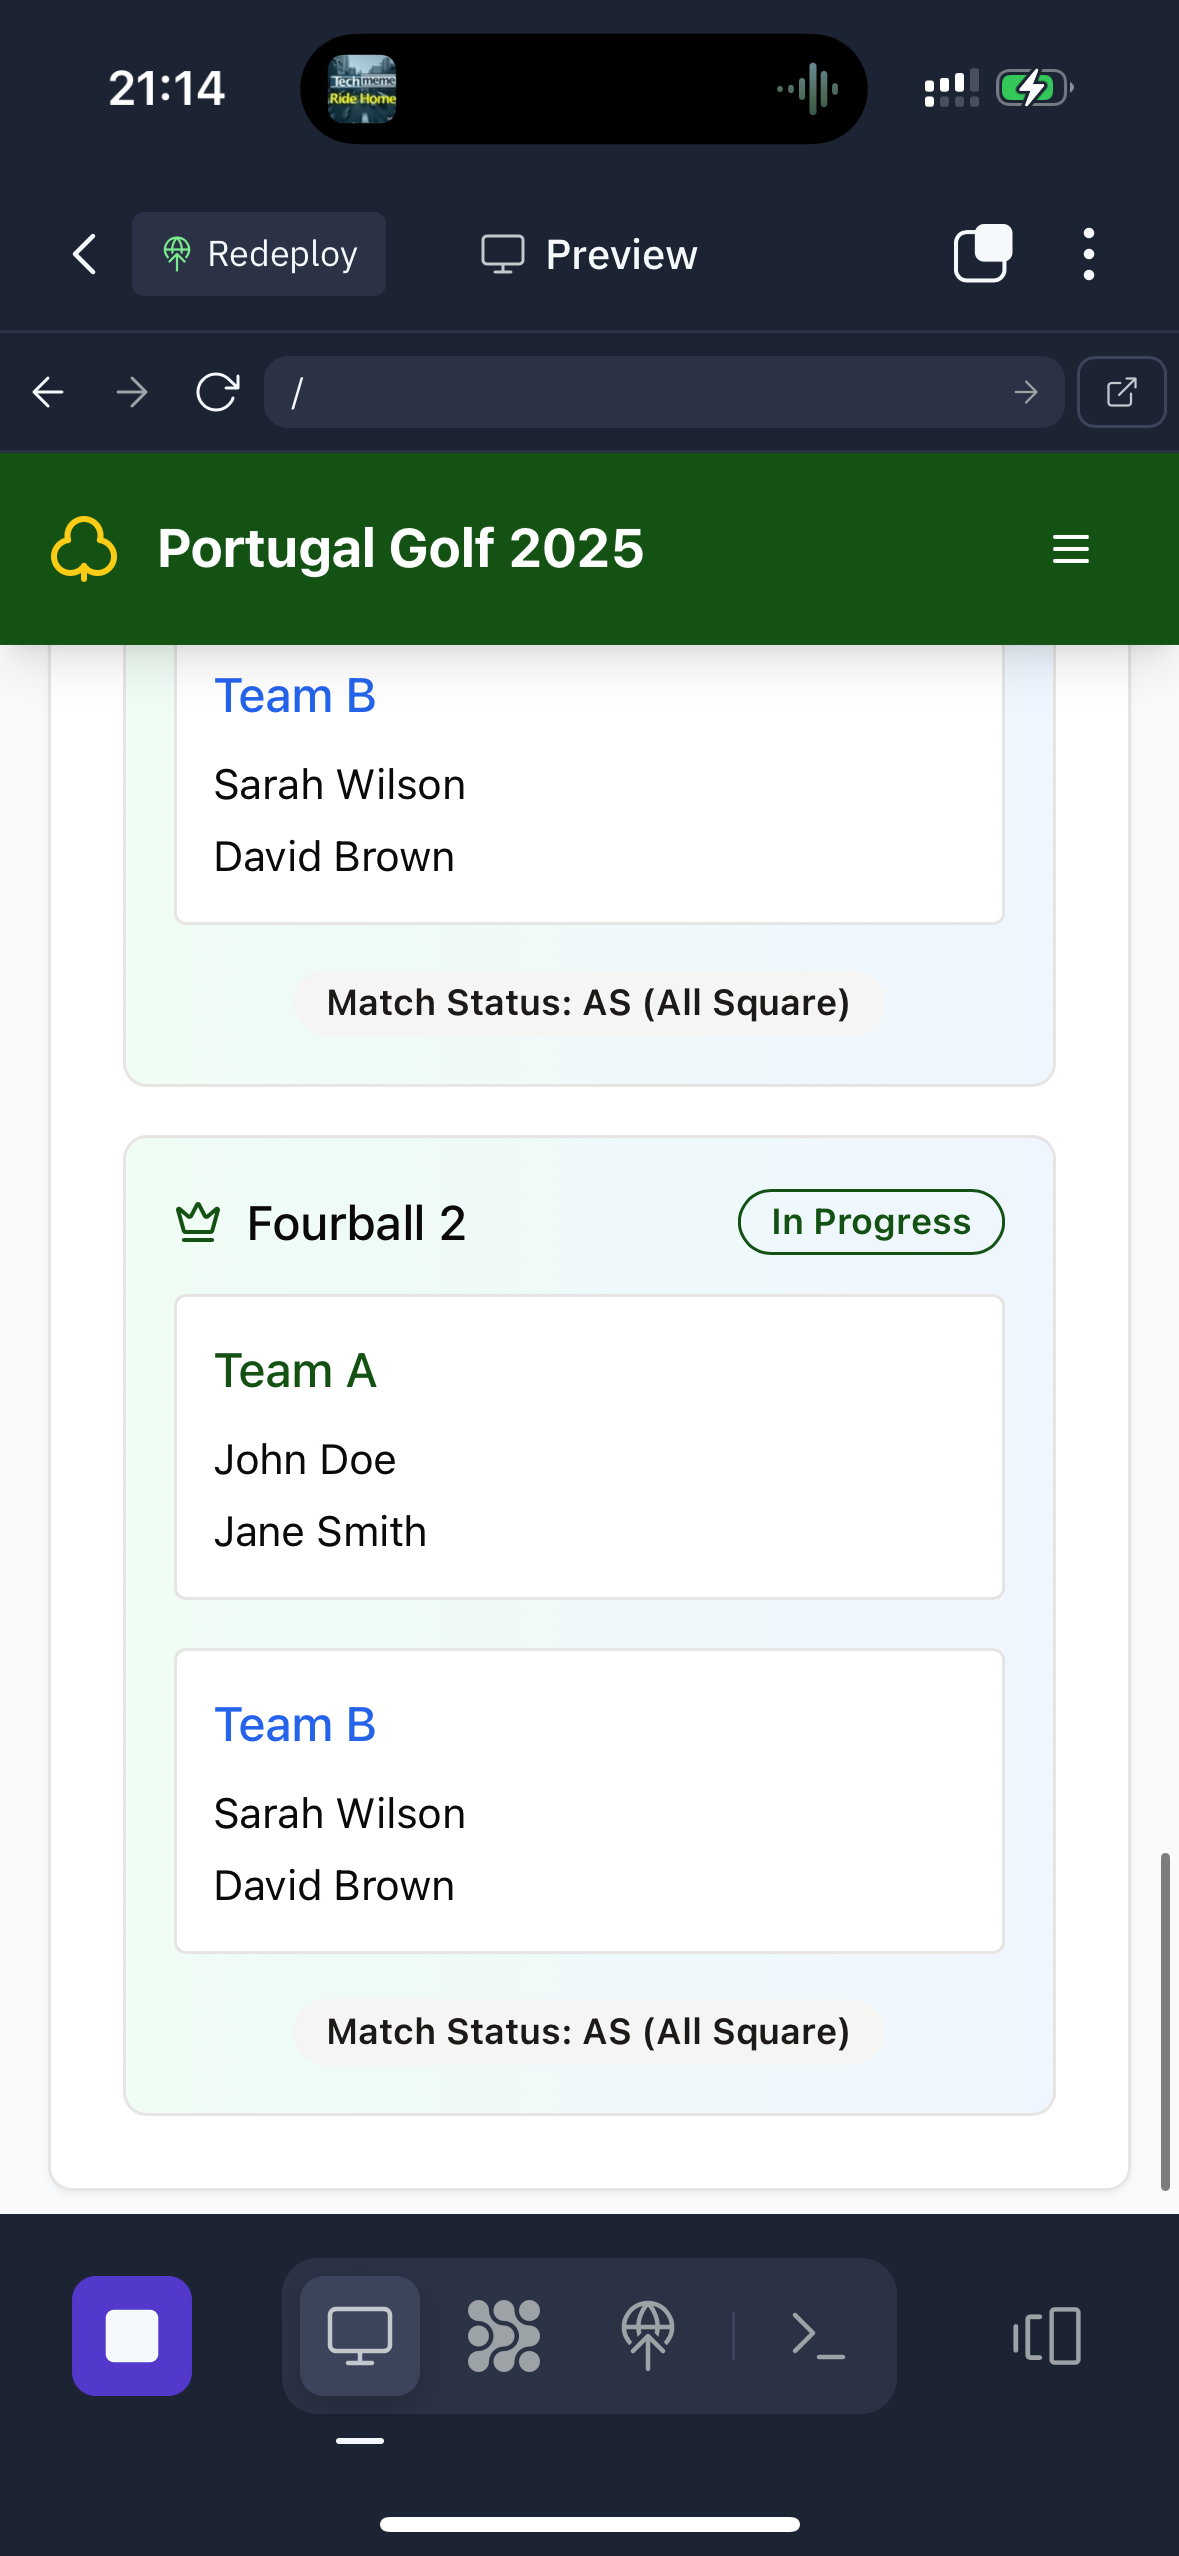 21:14
Techmeme
Ride Home
Redeploy
Preview
/
Portugal Golf 2025
Team B
Sarah Wilson
David Brown
Match Status: AS (All Square)
Fourball 2
In Progress
Team A
John Doe
Jane Smith
Team B
Sarah Wilson
David Brown
Match Status: AS (All Square)